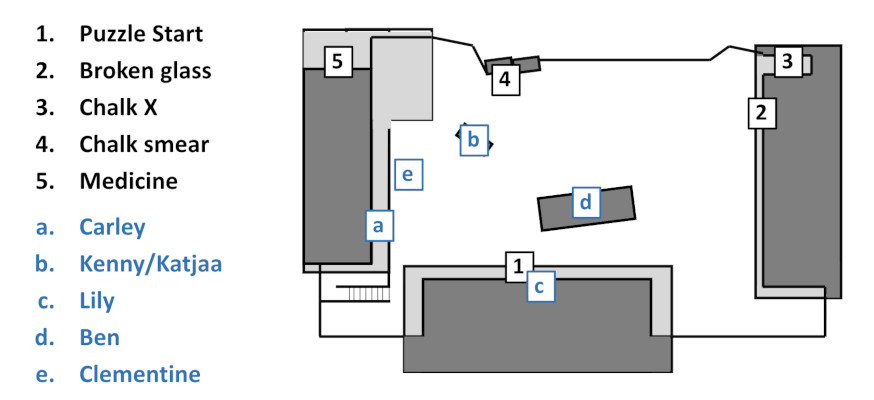 1. Puzzle Start
2. Broken glass
3. Chalk X
4. Chalk smear
5. Medicine
a. Carley
b. Kenny/Katjaa
c. Lily
d. Ben
e. Clementine
5
4
3
2
b
e
d
a
1
c